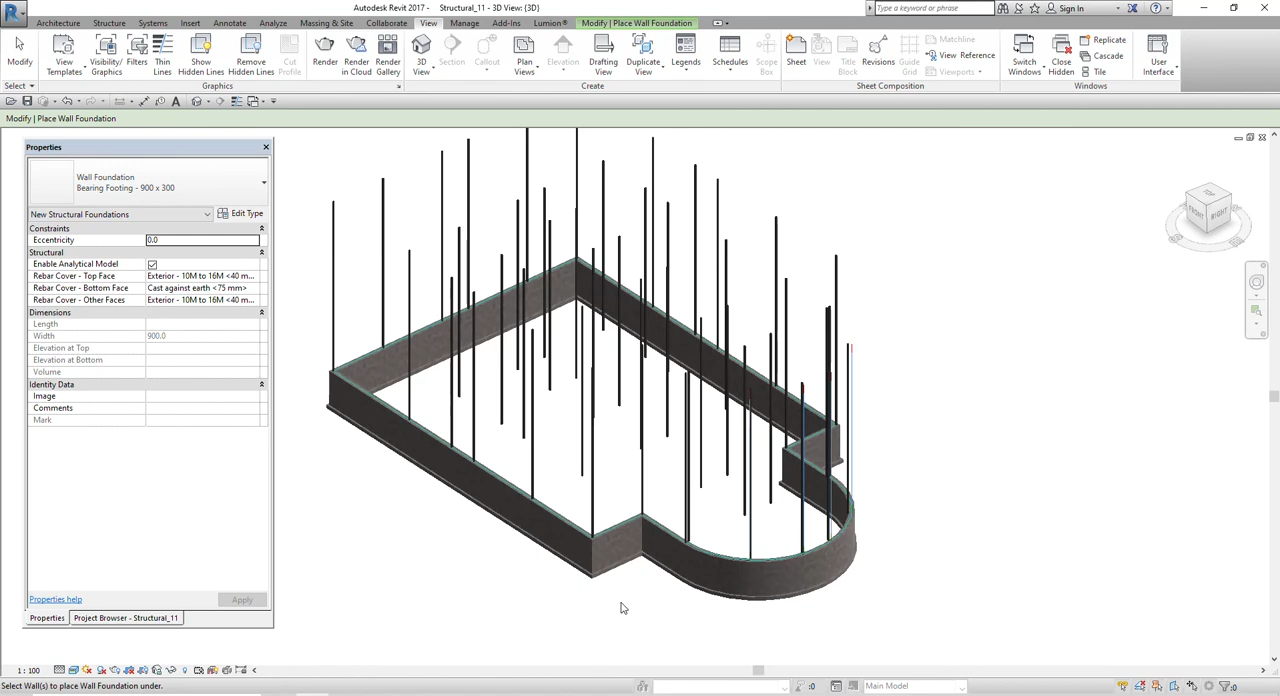 Autodesk Revit 2017 - Structural_11 - 3D View: {3D}
Type a keyword or phrase
Sign In
Architecture Structure Systems Insert Annotate Analyze Massing & Site Collaborate View Manage Add-Ins Lumion® Modify | Place Wall Foundation
Modify
View Templates
Visibility/ Graphics
Filters
Thin Lines
Show Hidden Lines
Remove Hidden Lines
Cut Profile
Render
Render in Cloud
Render Gallery
3D View
Section
Callout
Plan Views
Elevation
Drafting View
Duplicate View
Legends
Schedules
Scope Box
Sheet
View
Title Block
Revisions
Guide Grid
Matchline
View Reference
Viewports
Switch Windows
Close Hidden
Replicate
Cascade
Tile
User Interface
Select
Graphics
Create
Sheet Composition
Windows
Modify | Place Wall Foundation
Properties
Wall Foundation
Bearing Footing - 900 x 300
New Structural Foundations
Edit Type
Constraints
Eccentricity 0.0
Structural
Enable Analytical Model
Rebar Cover - Top Face Exterior - 10M to 16M <40 m...
Rebar Cover - Bottom Face Cast against earth <75 mm>
Rebar Cover - Other Faces Exterior - 10M to 16M <40 m...
Dimensions
Length
Width 900.0
Elevation at Top
Elevation at Bottom
Volume
Identity Data
Image
Comments
Mark
Properties help
Apply
Properties Project Browser - Structural_11
TOP
FRONT
RIGHT
1 : 100
Select Wall(s) to place Wall Foundation under.
:0
Main Model
:0